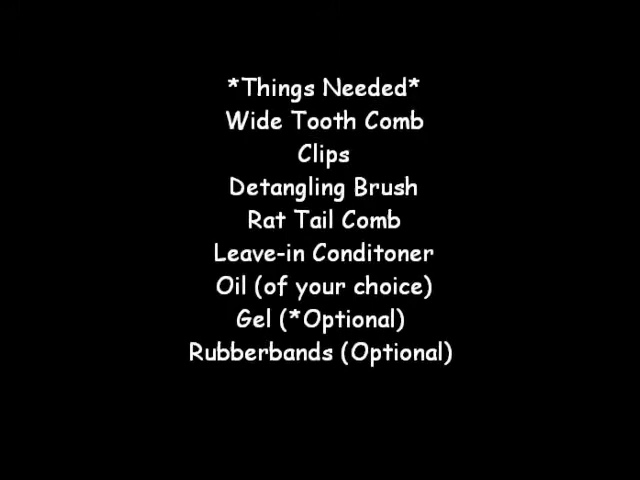 *Things Needed*
Wide Tooth Comb
Clips
Detangling Brush
Rat Tail Comb
Leave-in Conditoner
Oil (of your choice)
Gel (*Optional)
Rubberbands (Optional)